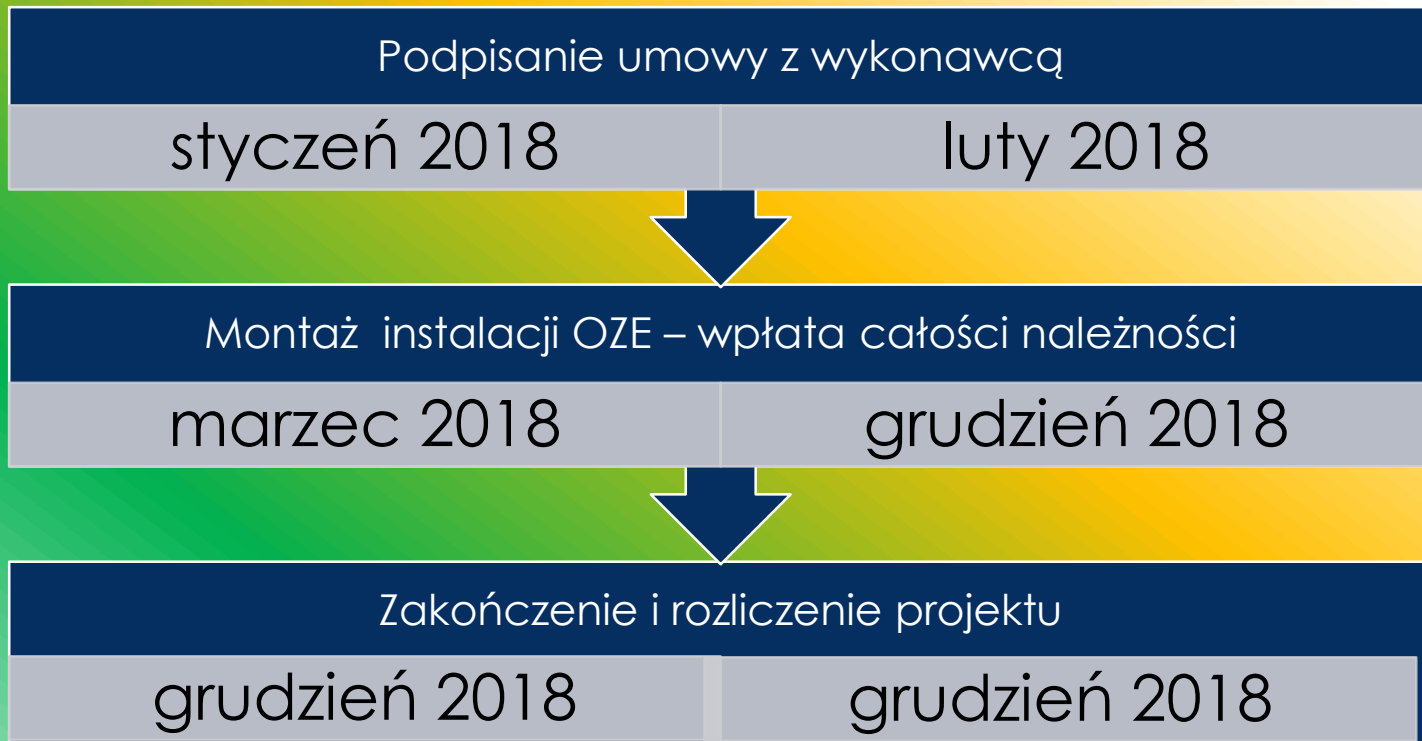 Podpisanie umowy z wykonawcą
styczeń 2018 luty 2018
Montaż instalacji OZE – wpłata całości należności
marzec 2018 grudzień 2018
Zakończenie i rozliczenie projektu
grudzień 2018 grudzień 2018